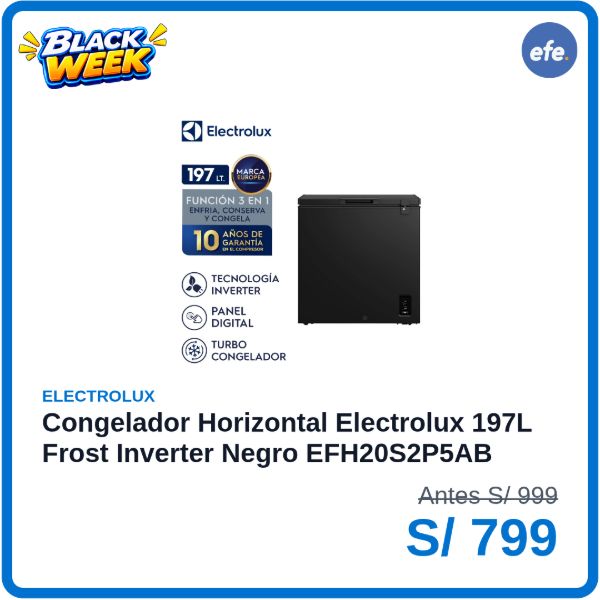 BLACK
WEEK
efe.
Electrolux
197 LT.
MARCA
EUROPEA
FUNCIÓN 3 EN 1
ENFRIA, CONSERVA
Y CONGELA
10 AÑOS DE
GARANTÍA
EN EL COMPRESOR
TECNOLOGÍA
INVERTER
PANEL
DIGITAL
TURBO
CONGELADOR
ELECTROLUX
Congelador Horizontal Electrolux 197L
Frost Inverter Negro EFH20S2P5AB
Antes S/ 999
S/ 799